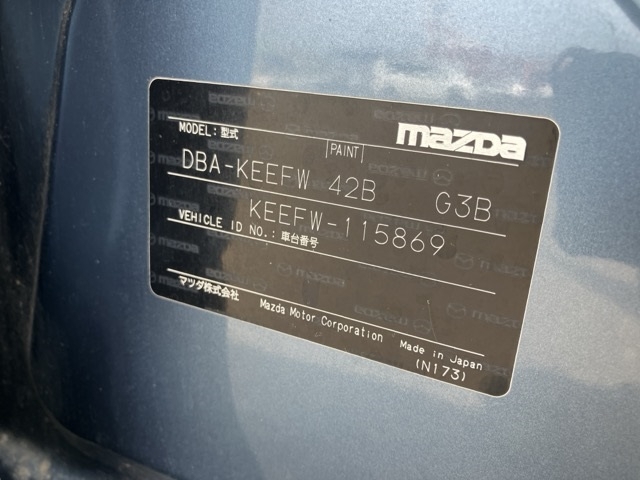 mazda
MODEL:型式 |PAINT|
DBA-KEEFW 42B G3B
KEEFW-115869
VEHICLE ID NO.:車台番号
マツダ株式会社 Mazda Motor Corporation Made in Japan
(N173)